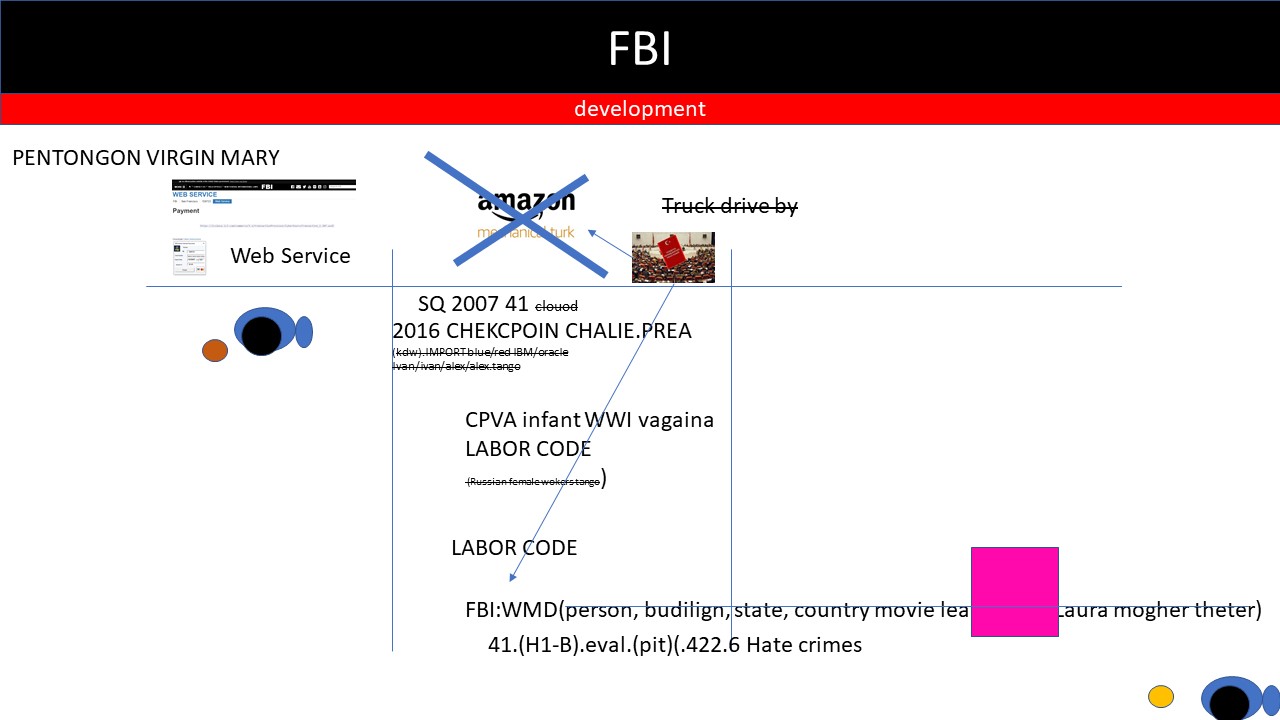 FBI
development
PENTONGON VIRGIN MARY
FBI
WEB SERVICE
Payment
amazon
mechanical turk
Truck drive by
Web Service
SQ 2007 41 clouod
2016 CHEKCPOIN CHALIE.PREA
(kdw).IMPORT blue/red IBM/oracle
Ivan/ivan/alex/alex.tango
CPVA infant WWI vagaina
LABOR CODE
(Russian female wokers tango)
LABOR CODE
FBI:WMD(person, budilign, state, country movie lea Laura mogher theter)
41.(H1-B).eval.(pit)(.422.6 Hate crimes